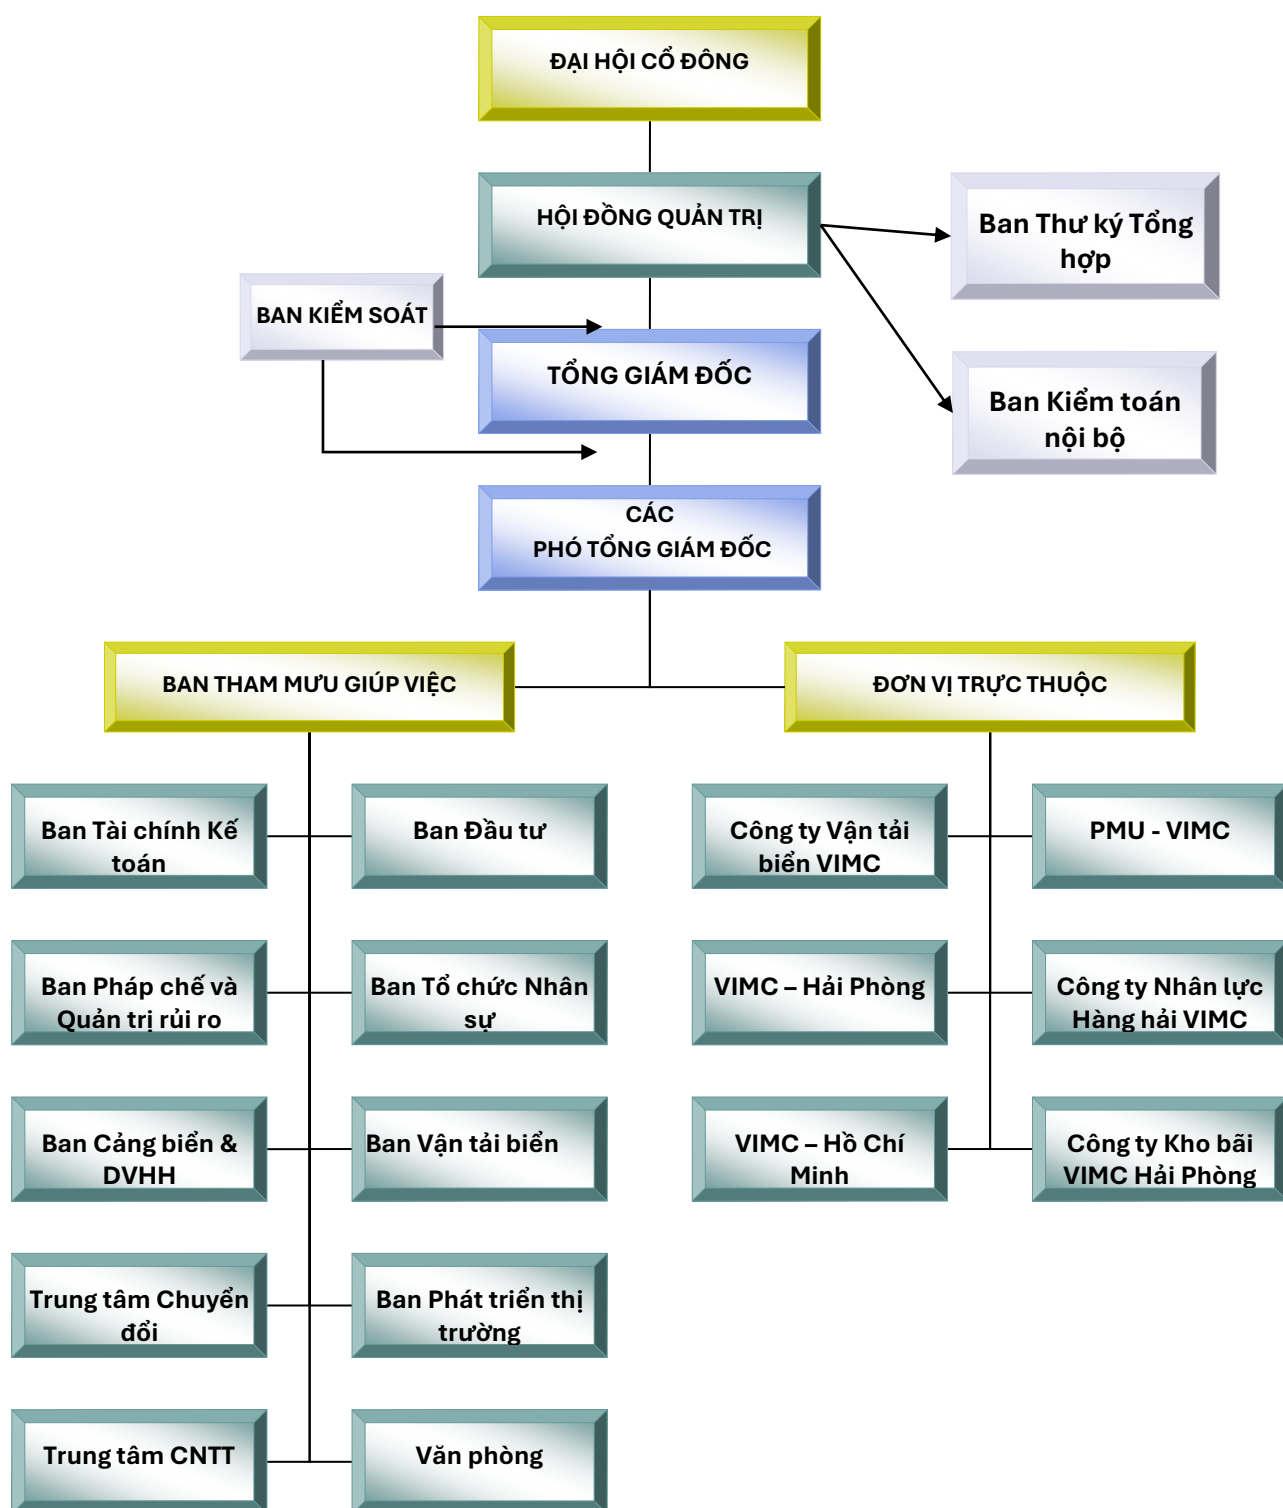 ĐẠI HỘI CỔ ĐÔNG
HỘI ĐỒNG QUẢN TRỊ
Ban Thư ký Tổng
hợp
BAN KIỂM SOÁT
TỔNG GIÁM ĐỐC
Ban Kiểm toán
nội bộ
CÁC
PHÓ TỔNG GIÁM ĐỐC
BAN THAM MƯU GIÚP VIỆC
ĐƠN VỊ TRỰC THUỘC
Ban Tài chính Kế
toán
Ban Đầu tư
Công ty Vận tải
biển VIMC
PMU - VIMC
Ban Pháp chế và
Quản trị rủi ro
Ban Tổ chức Nhân
sự
VIMC – Hải Phòng
Công ty Nhân lực
Hàng hải VIMC
Ban Cảng biển &
DVHH
Ban Vận tải biển
VIMC – Hồ Chí
Minh
Công ty Kho bãi
VIMC Hải Phòng
Trung tâm Chuyển
đổi
Ban Phát triển thị
trường
Trung tâm CNTT
Văn phòng